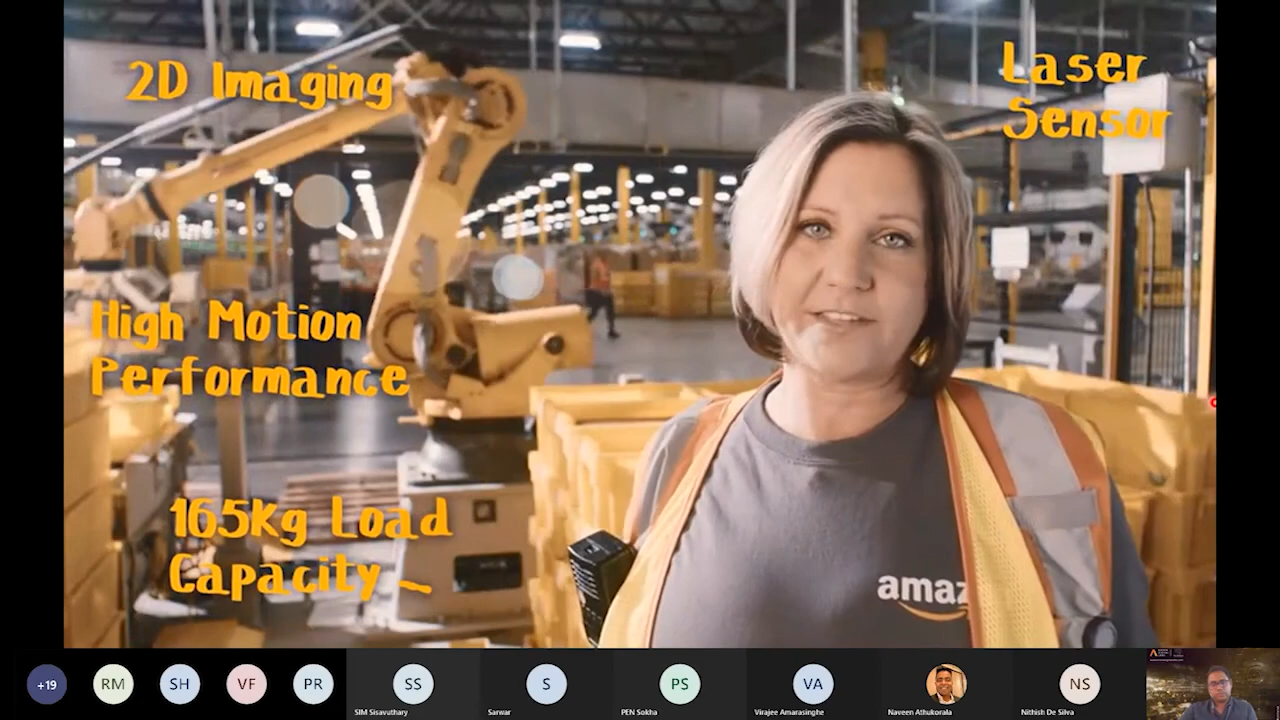 2D Imaging
Laser
Sensor
High Motion
Performance
165Kg Load
Capacity
amaz
+19
RM
SH
VF
PR
SS
S
PS
VA
NS
SIM Sisavuthary
Sarwar
PEN Sokha
Virajee Amarasinghe
Naveen Athukorala
Nithish De Silva